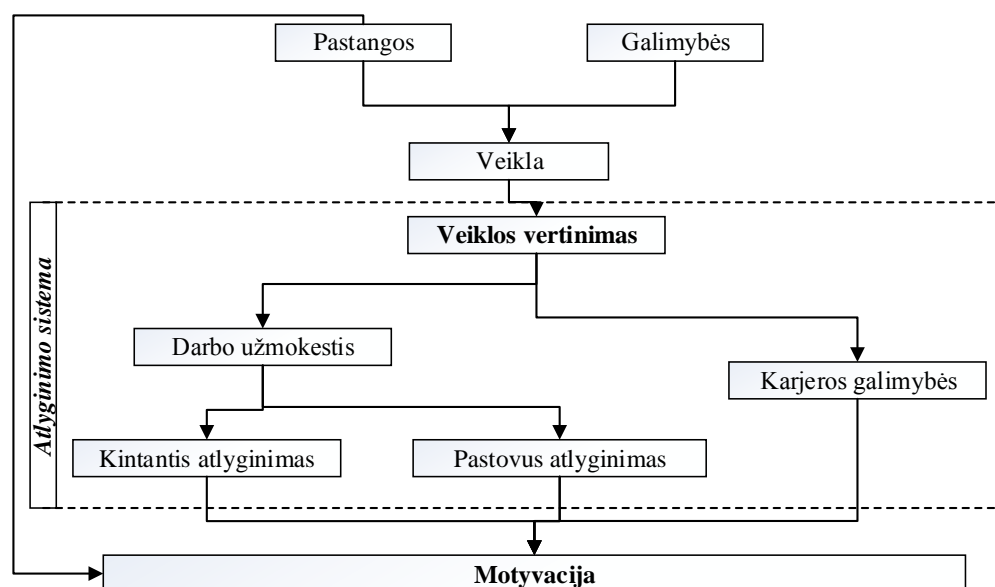 Pastangos
Galimybės
Veikla
Veiklos vertinimas
Atlyginimo sistema
Darbo užmokestis
Karjeros galimybės
Kintantis atlyginimas
Pastovus atlyginimas
Motyvacija